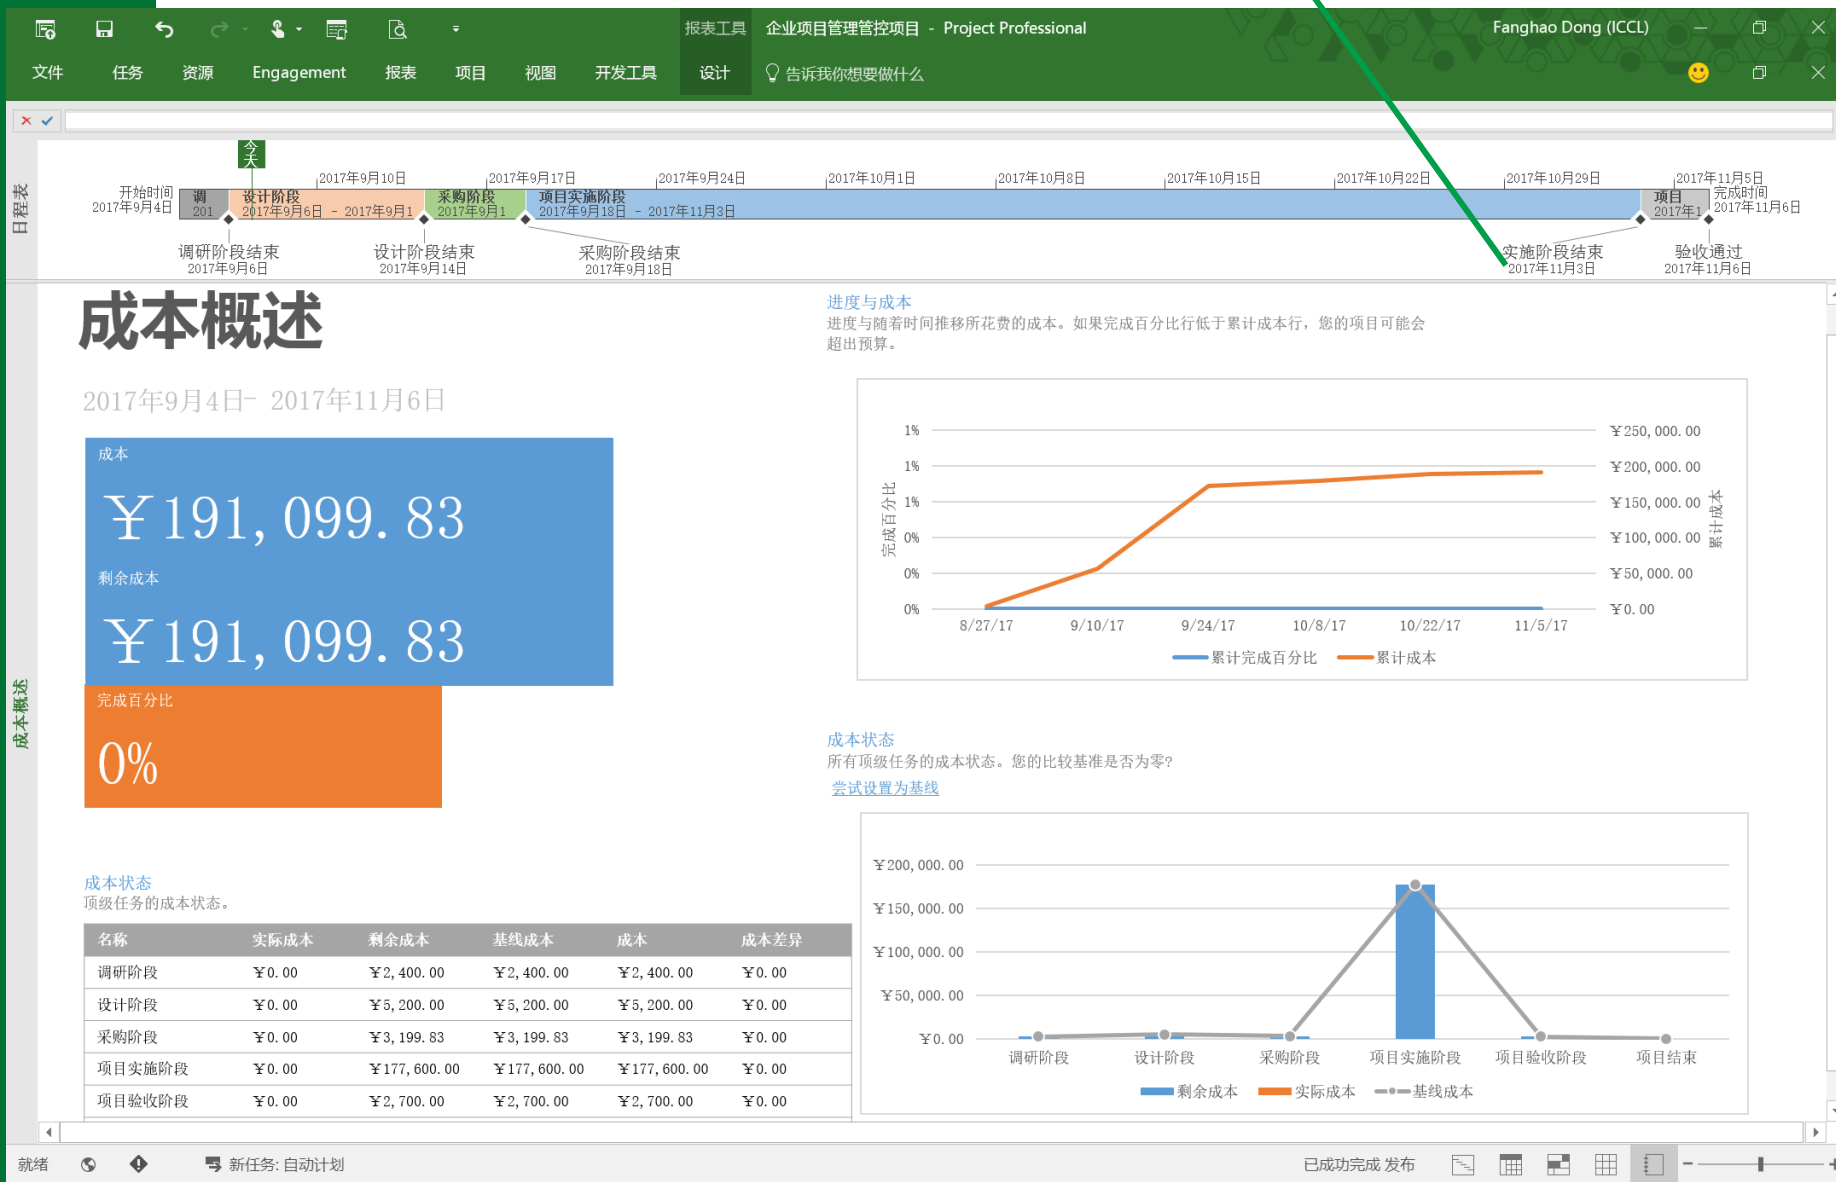 报表工具 企业项目管理管控项目 - Project Professional Fanghao Dong (ICCL)
文件 任务 资源 Engagement 报表 项目 视图 开发工具 设计 告诉我你想要做什么
日程表
今天
2017年9月10日 2017年9月17日 2017年9月24日 2017年10月1日 2017年10月8日 2017年10月15日 2017年10月22日 2017年10月29日 2017年11月5日
开始时间
2017年9月4日
调 设计阶段 采购阶段 项目实施阶段 项目
201 2017年9月6日 - 2017年9月1 2017年9月1 2017年9月18日 - 2017年11月3日 2017年1
完成时间
2017年11月6日
调研阶段结束 设计阶段结束 采购阶段结束 实施阶段结束 验收通过
2017年9月6日 2017年9月14日 2017年9月18日 2017年11月3日 2017年11月6日
成本概述
成本概述
2017年9月4日- 2017年11月6日
成本
¥191,099.83
剩余成本
¥191,099.83
完成百分比
0%
成本状态
顶级任务的成本状态。
名称 实际成本 剩余成本 基线成本 成本 成本差异
调研阶段 ¥0.00 ¥2,400.00 ¥2,400.00 ¥2,400.00 ¥0.00
设计阶段 ¥0.00 ¥5,200.00 ¥5,200.00 ¥5,200.00 ¥0.00
采购阶段 ¥0.00 ¥3,199.83 ¥3,199.83 ¥3,199.83 ¥0.00
项目实施阶段 ¥0.00 ¥177,600.00 ¥177,600.00 ¥177,600.00 ¥0.00
项目验收阶段 ¥0.00 ¥2,700.00 ¥2,700.00 ¥2,700.00 ¥0.00
进度与成本
进度与随着时间推移所花费的成本。如果完成百分比行低于累计成本行，您的项目可能会
超出预算。
1% ¥250,000.00
1% ¥200,000.00
1% ¥150,000.00
0% ¥100,000.00
0% ¥50,000.00
0% ¥0.00
完成百分比
累计成本
8/27/17 9/10/17 9/24/17 10/8/17 10/22/17 11/5/17
累计完成百分比 累计成本
成本状态
所有顶级任务的成本状态。您的比较基准是否为零?
尝试设置为基线
¥200,000.00
¥150,000.00
¥100,000.00
¥50,000.00
¥0.00
调研阶段 设计阶段 采购阶段 项目实施阶段 项目验收阶段 项目结束
剩余成本 实际成本 基线成本
就绪 新任务: 自动计划 已成功完成 发布